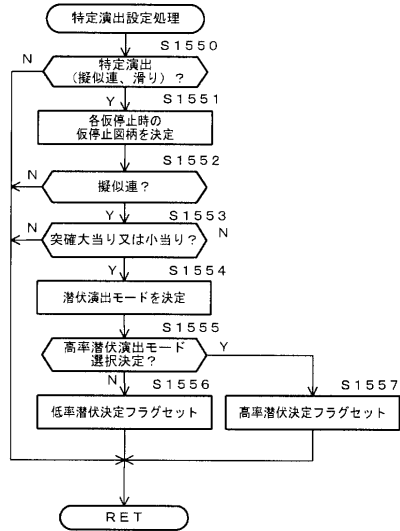 特定演出設定処理
S1550
N
特定演出
(擬似連、滑り)?
Y
S1551
各仮停止時の
仮停止図柄を決定
S1552
N
擬似連?
Y
S1553
N
突確大当り又は小当り?
N
Y
S1554
潜伏演出モードを決定
S1555
高率潜伏演出モード
選択決定?
Y
N
S1556
S1557
低率潜伏決定フラグセット
高率潜伏決定フラグセット
RET